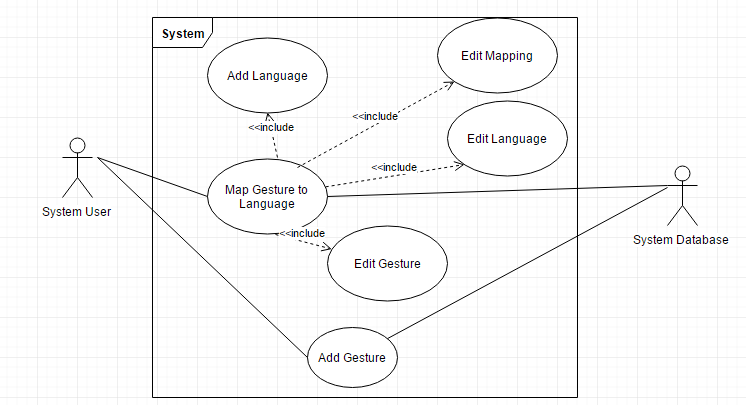 System
Edit Mapping
Add Language
<<include
<<include
Edit Language
<<include
Map Gesture to
Language
System User
<<include
System Database
Edit Gesture
Add Gesture